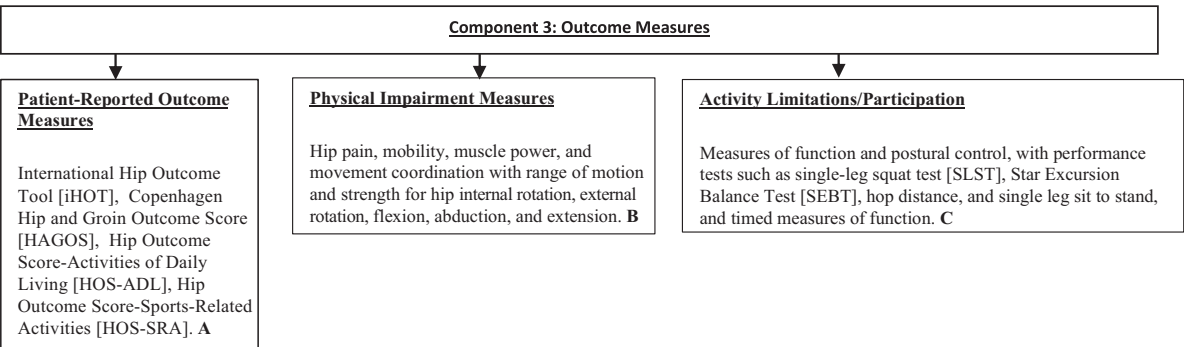 Component 3: Outcome Measures
Patient-Reported Outcome
Measures
International Hip Outcome
Tool [iHOT], Copenhagen
Hip and Groin Outcome Score
[HAGOS], Hip Outcome
Score-Activities of Daily
Living [HOS-ADL], Hip
Outcome Score-Sports-Related
Activities [HOS-SRA]. A
Physical Impairment Measures
Hip pain, mobility, muscle power, and
movement coordination with range of motion
and strength for hip internal rotation, external
rotation, flexion, abduction, and extension. B
Activity Limitations/Participation
Measures of function and postural control, with performance
tests such as single-leg squat test [SLST], Star Excursion
Balance Test [SEBT], hop distance, and single leg sit to stand,
and timed measures of function. C